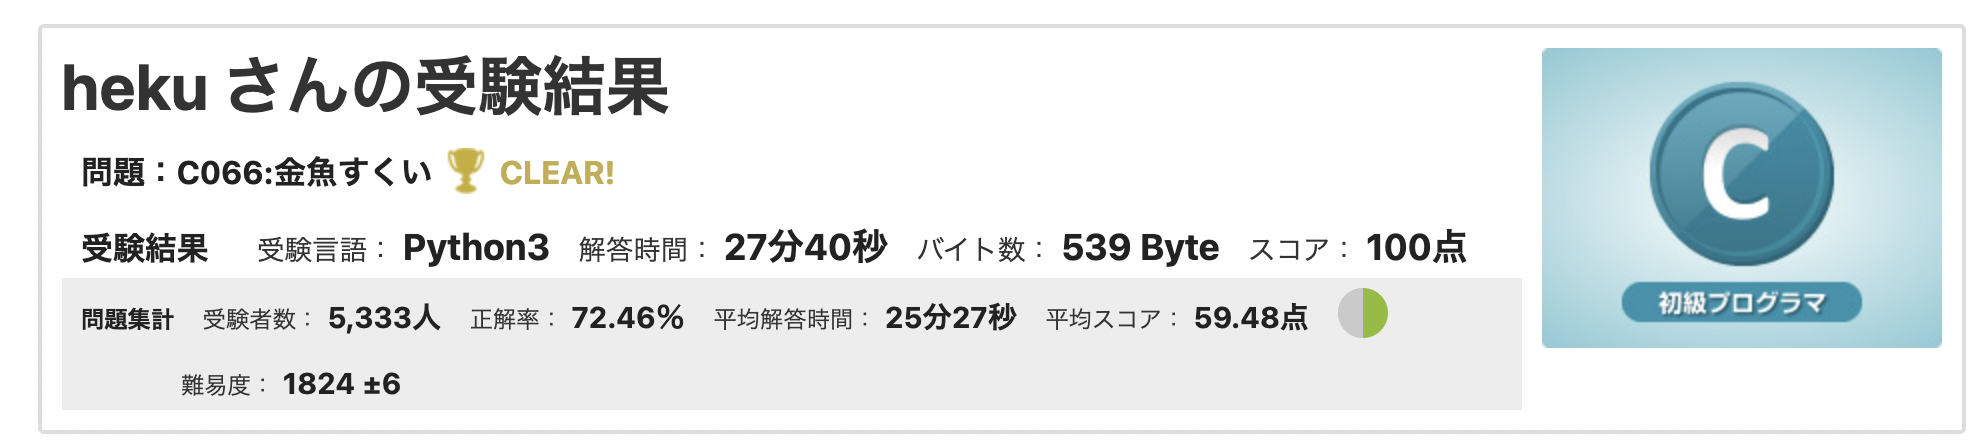 heku さんの受験結果
問題：C066:金魚すくい CLEAR!
受験結果 受験言語： Python3 解答時間： 27分40秒 バイト数： 539 Byte スコア： 100点
問題集計 受験者数： 5,333人 正解率： 72.46% 平均解答時間： 25分27秒 平均スコア： 59.48点
難易度： 1824 ±6
C
初級プログラマ